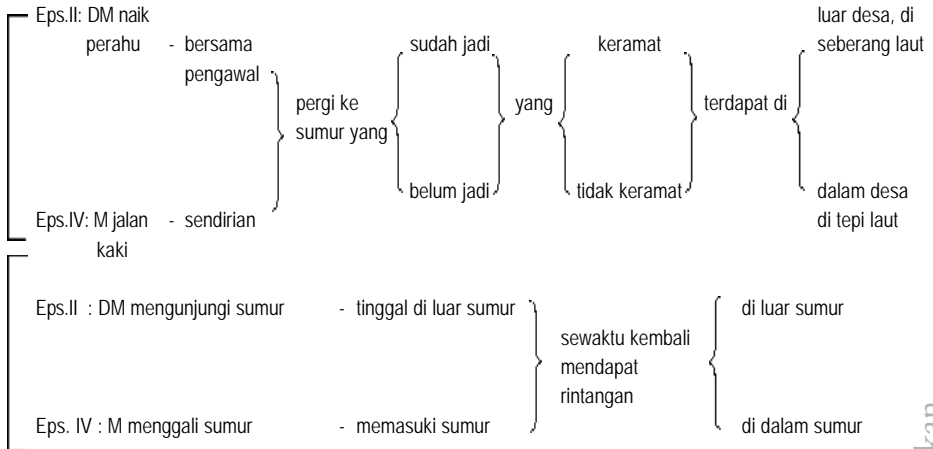 Eps.II: DM naik perahu - bersama pengawal
pergi ke sumur yang
sudah jadi
belum jadi
yang
keramat
tidak keramat
terdapat di
luar desa, di seberang laut
dalam desa di tepi laut
Eps.IV: M jalan kaki - sendirian
Eps.II : DM mengunjungi sumur - tinggal di luar sumur
sewaktu kembali mendapat rintangan
di luar sumur
Eps. IV : M menggali sumur - memasuki sumur
di dalam sumur
kan